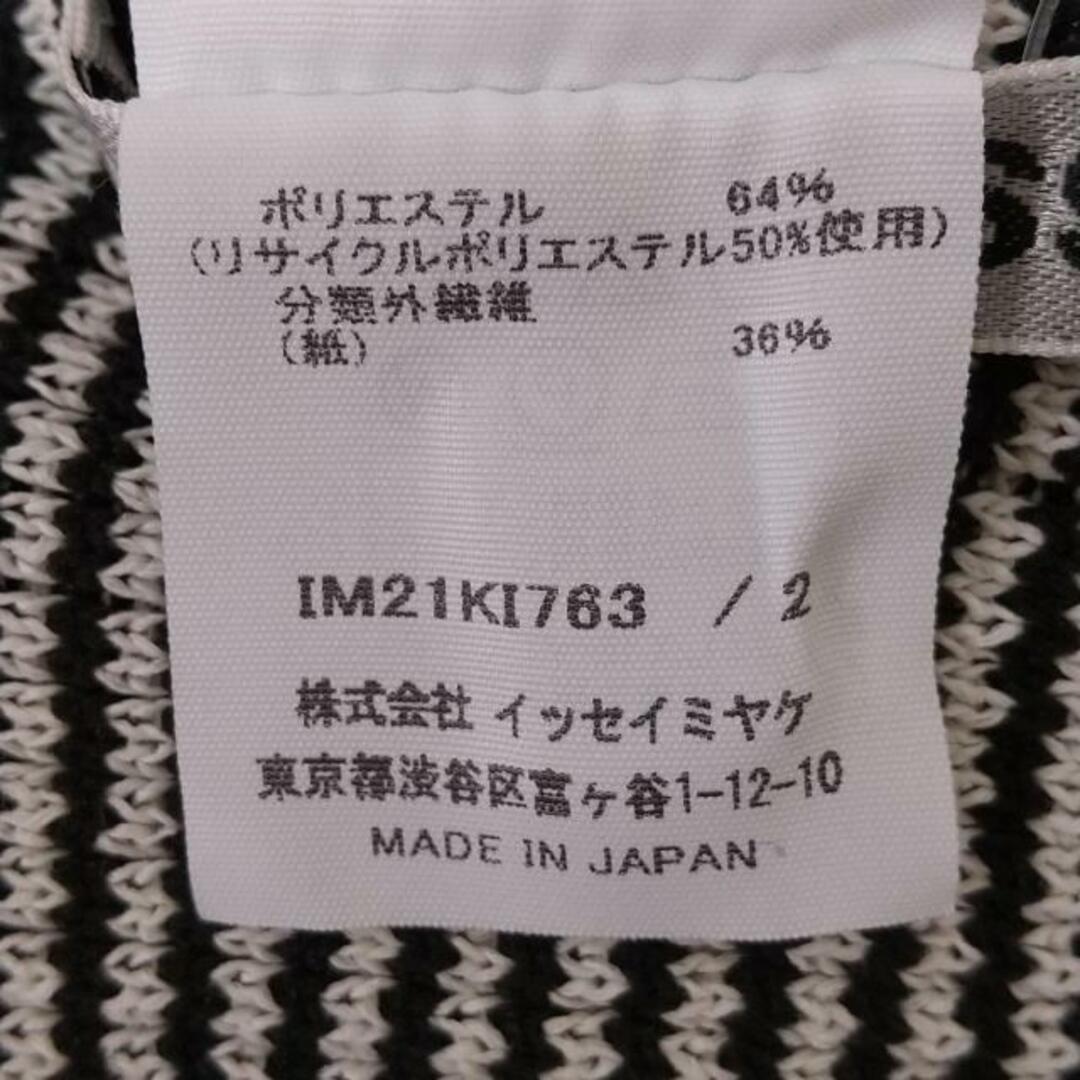 ポリエステル 64%
(リサイクルポリエステル50%使用)
分類外繊維
(紙) 36%
IM21KI763 / 2
株式会社 イッセイミヤケ
東京都渋谷区富ヶ谷1-12-10
MADE IN JAPAN